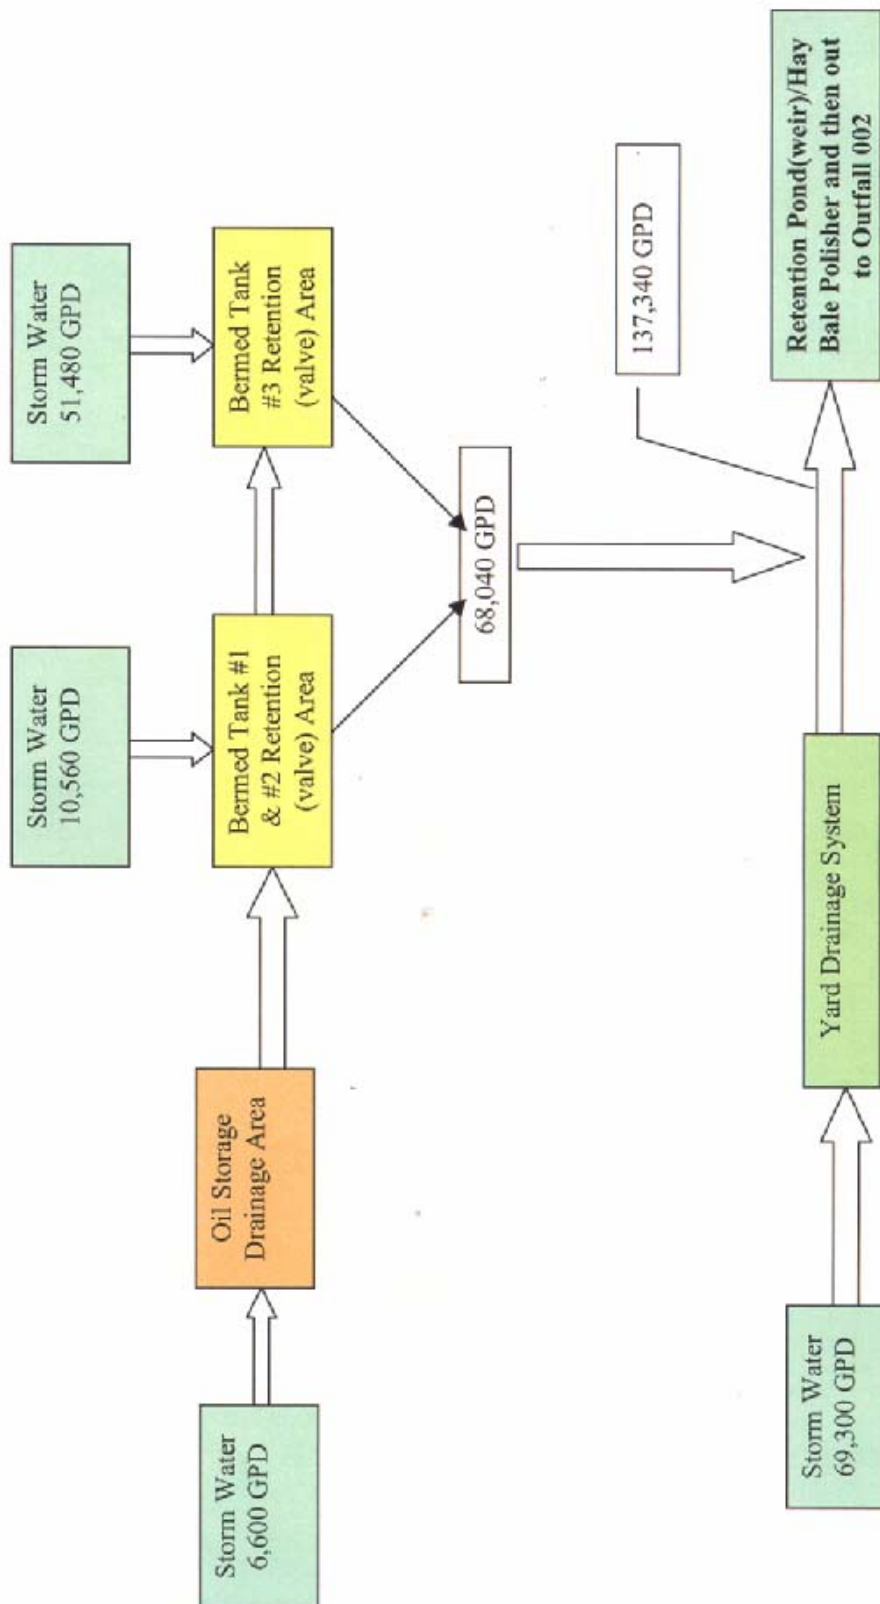 Storm Water
6,600 GPD
Oil Storage
Drainage Area
Storm Water
10,560 GPD
Bermed Tank #1
& #2 Retention
(valve) Area
Storm Water
51,480 GPD
Bermed Tank
#3 Retention
(valve) Area
68,040 GPD
137,340 GPD
Storm Water
69,300 GPD
Yard Drainage System
Retention Pond(weir)/Hay
Bale Polisher and then out
to Outfall 002